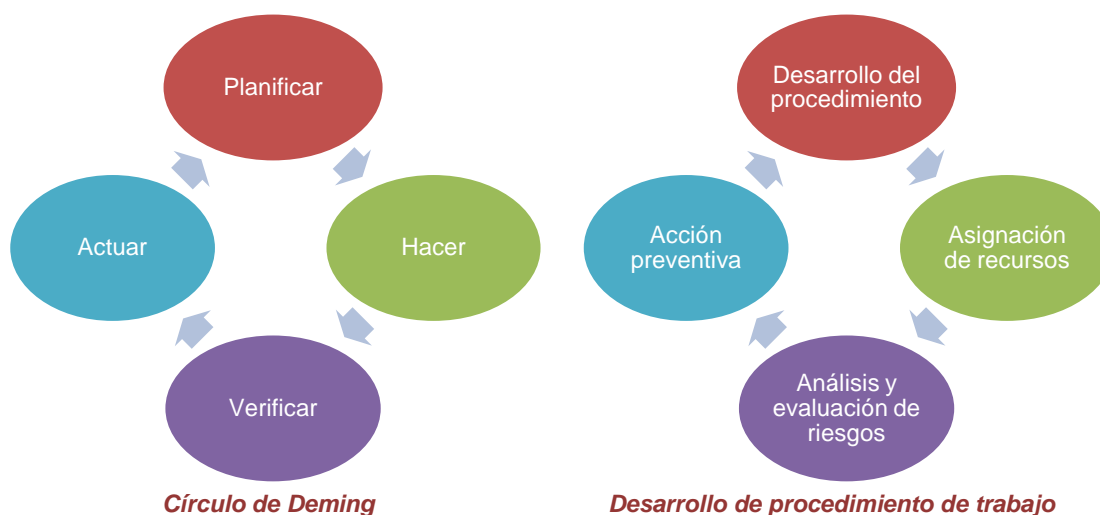 Planificar
Hacer
Verificar
Actuar
Círculo de Deming
Desarrollo del
procedimiento
Asignación
de recursos
Análisis y
evaluación de
riesgos
Acción
preventiva
Desarrollo de procedimiento de trabajo